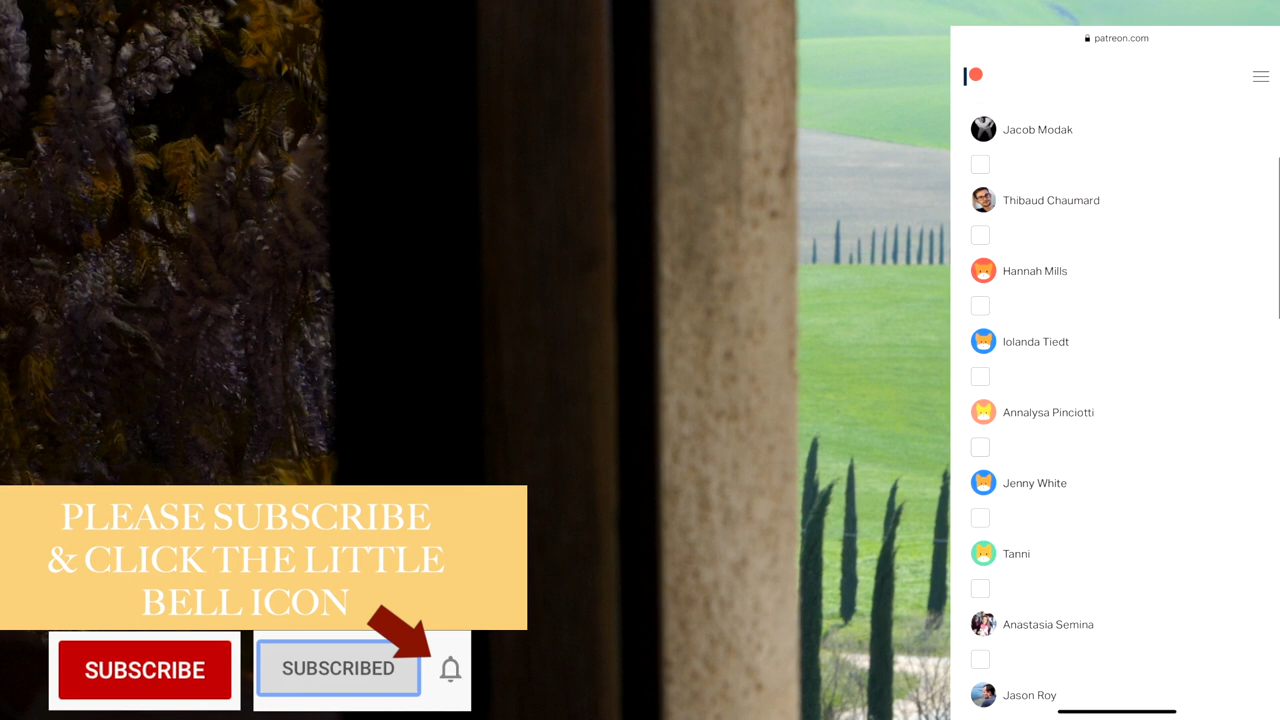 patreon.com
Jacob Modak
Thibaud Chaumard
Hannah Mills
Iolanda Tiedt
Annalysa Pinciotti
Jenny White
Tanni
Anastasia Semina
Jason Roy
PLEASE SUBSCRIBE
& CLICK THE LITTLE
BELL ICON
SUBSCRIBE
SUBSCRIBED